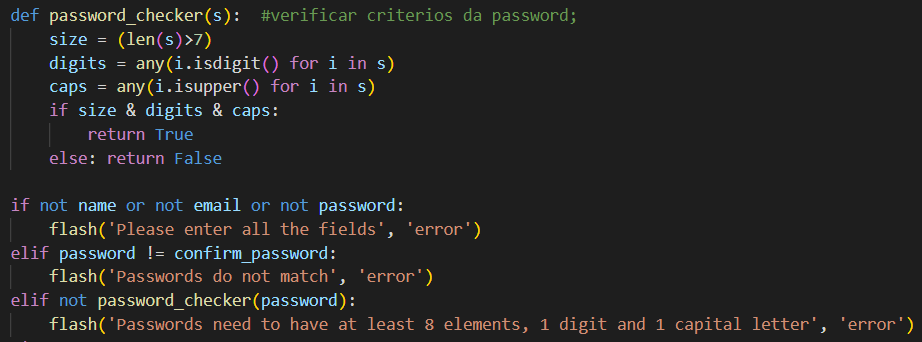 def password_checker(s):  #verificar criterios da password;
    size = (len(s)>7)
    digits = any(i.isdigit() for i in s)
    caps = any(i.isupper() for i in s)
    if size & digits & caps:
        return True
    else: return False

if not name or not email or not password:
    flash('Please enter all the fields', 'error')
elif password != confirm_password:
    flash('Passwords do not match', 'error')
elif not password_checker(password):
    flash('Passwords need to have at least 8 elements, 1 digit and 1 capital letter', 'error')